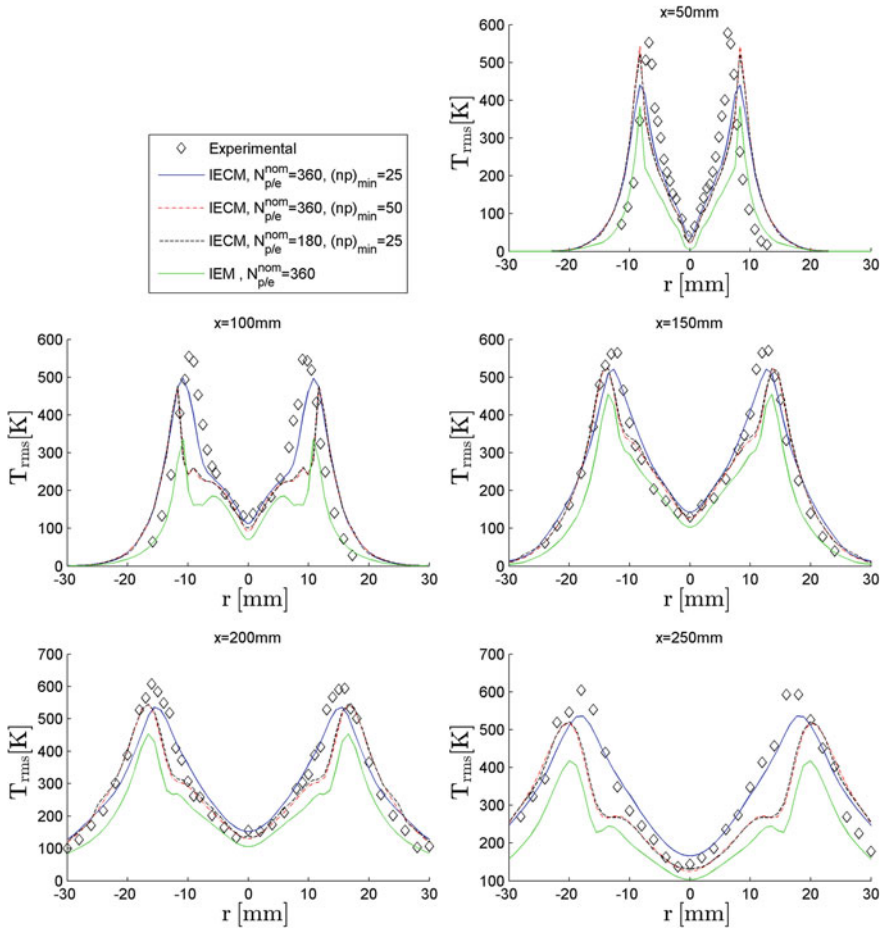 x=50mm
600
500
400
300
200
100
0
T_rms[K]
-30 -20 -10 0 10 20 30
r [mm]
Experimental
IECM, N^nom_p/e=360, (np)_min=25
IECM, N^nom_p/e=360, (np)_min=50
IECM, N^nom_p/e=180, (np)_min=25
IEM , N^nom_p/e=360
x=100mm
600
500
400
300
200
100
0
T_rms[K]
-30 -20 -10 0 10 20 30
r [mm]
x=150mm
600
500
400
300
200
100
0
T_rms[K]
-30 -20 -10 0 10 20 30
r [mm]
x=200mm
700
600
500
400
300
200
100
0
T_rms[K]
-30 -20 -10 0 10 20 30
r [mm]
x=250mm
700
600
500
400
300
200
100
T_rms[K]
-30 -20 -10 0 10 20 30
r [mm]